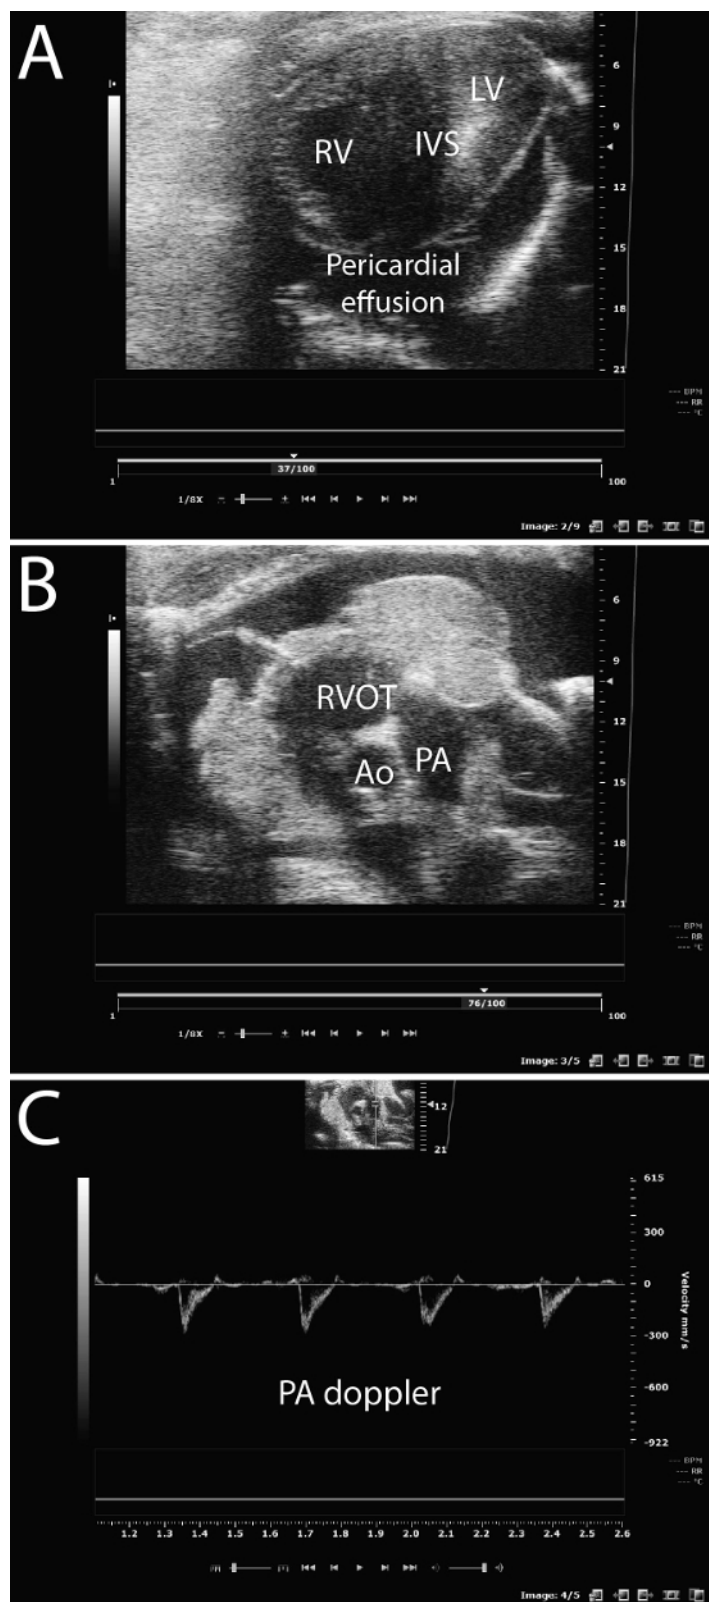 A
LV
RV
IVS
Pericardial
effusion
6
9
12
15
18
21
--- BPM
--- RR
--- °C
37/100
1
100
1/8X
Image: 2/9
B
RVOT
Ao
PA
6
9
12
15
18
21
--- BPM
--- RR
--- °C
76/100
1
100
1/8X
Image: 3/5
C
12
21
615
300
0
-300
-600
-922
Velocity mm/s
PA doppler
--- BPM
--- RR
--- °C
1.2 1.3 1.4 1.5 1.6 1.7 1.8 1.9 2.0 2.1 2.2 2.3 2.4 2.5 2.6
Image: 4/5